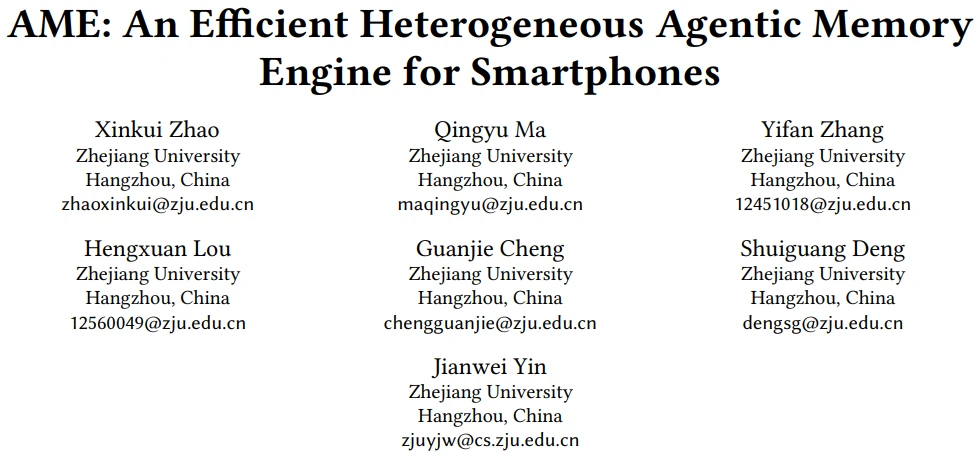 AME: An Efficient Heterogeneous Agentic Memory
Engine for Smartphones
Xinkui Zhao
Zhejiang University
Hangzhou, China
zhaoxinkui@zju.edu.cn
Qingyu Ma
Zhejiang University
Hangzhou, China
maqingyu@zju.edu.cn
Yifan Zhang
Zhejiang University
Hangzhou, China
12451018@zju.edu.cn
Hengxuan Lou
Zhejiang University
Hangzhou, China
12560049@zju.edu.cn
Guanjie Cheng
Zhejiang University
Hangzhou, China
chengguanjie@zju.edu.cn
Shuiguang Deng
Zhejiang University
Hangzhou, China
dengsg@zju.edu.cn
Jianwei Yin
Zhejiang University
Hangzhou, China
zjuyjw@cs.zju.edu.cn